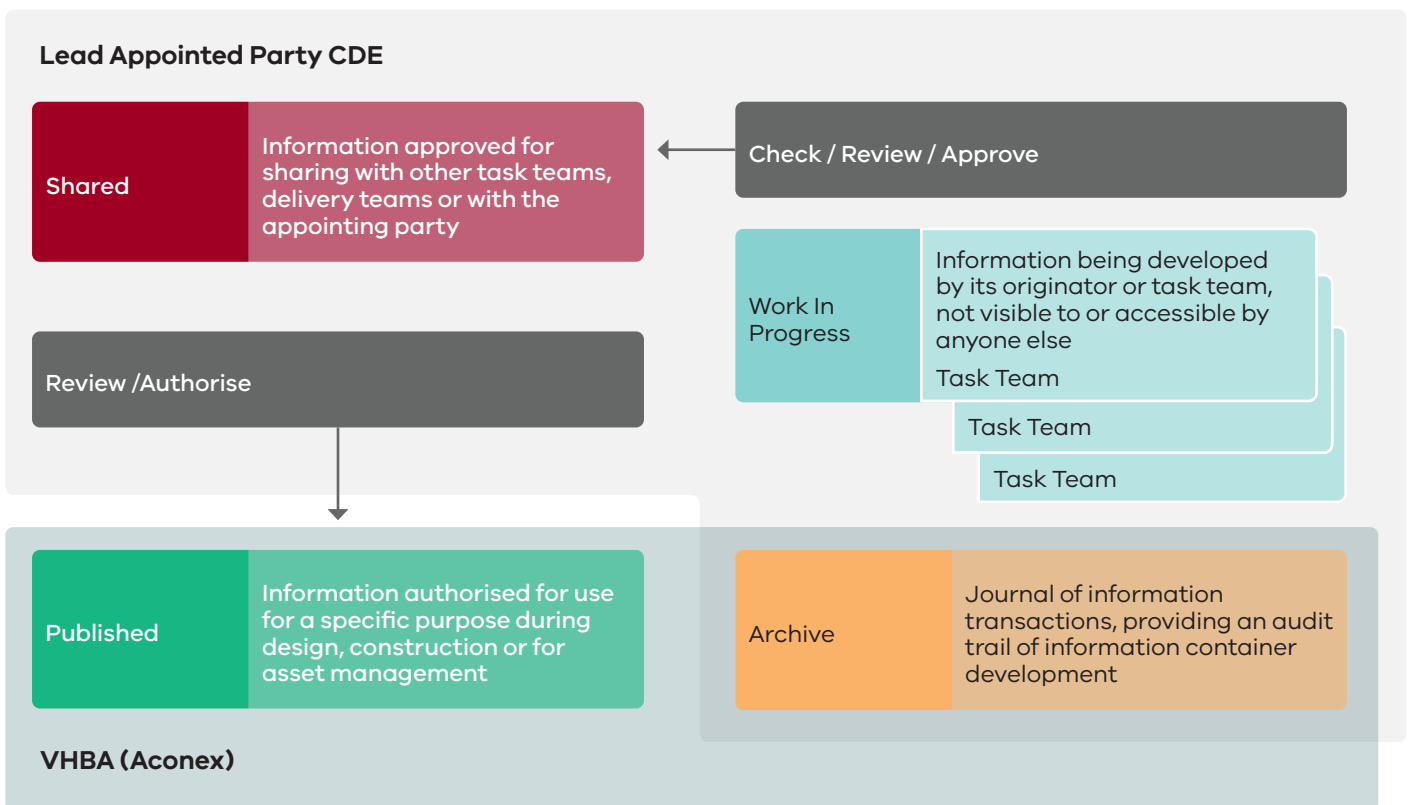 Lead Appointed Party CDE
Shared
Information approved for
sharing with other task teams,
delivery teams or with the
appointing party
Check / Review / Approve
Work In
Progress
Information being developed
by its originator or task team,
not visible to or accessible by
anyone else
Task Team
Task Team
Task Team
Review /Authorise
Published
Information authorised for use
for a specific purpose during
design, construction or for
asset management
Archive
Journal of information
transactions, providing an audit
trail of information container
development
VHBA (Aconex)